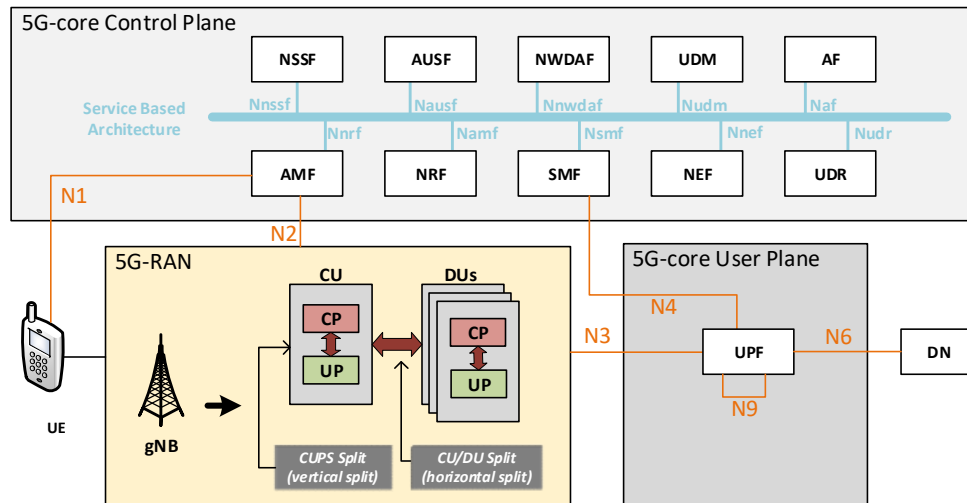 5G-core Control Plane
NSSF
AUSF
NWDAF
UDM
AF
Service Based
Architecture
Nnssf
Nausf
Nnwdaf
Nudm
Naf
Nnrf
Namf
Nsmf
Nnef
Nudr
AMF
NRF
SMF
NEF
UDR
N1
N2
5G-RAN
CU
DUs
CP
UP
CP
UP
UE
gNB
CUPS Split
(vertical split)
CU/DU Split
(horizontal split)
N3
5G-core User Plane
N4
UPF
N9
N6
DN